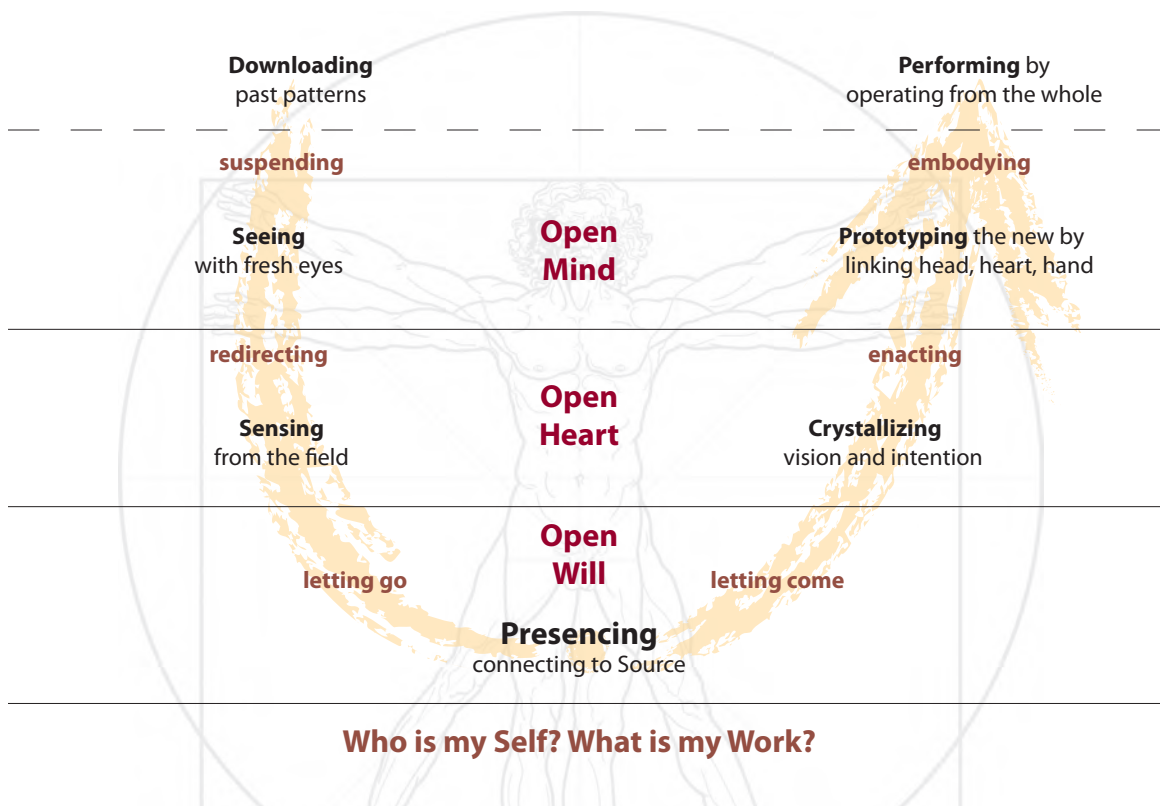 Downloading
past patterns
Performing by
operating from the whole
suspending
embodying
Seeing
with fresh eyes
Open
Mind
Prototyping the new by
linking head, heart, hand
redirecting
enacting
Sensing
from the field
Open
Heart
Crystallizing
vision and intention
Open
Will
letting go
letting come
Presencing
connecting to Source
Who is my Self? What is my Work?